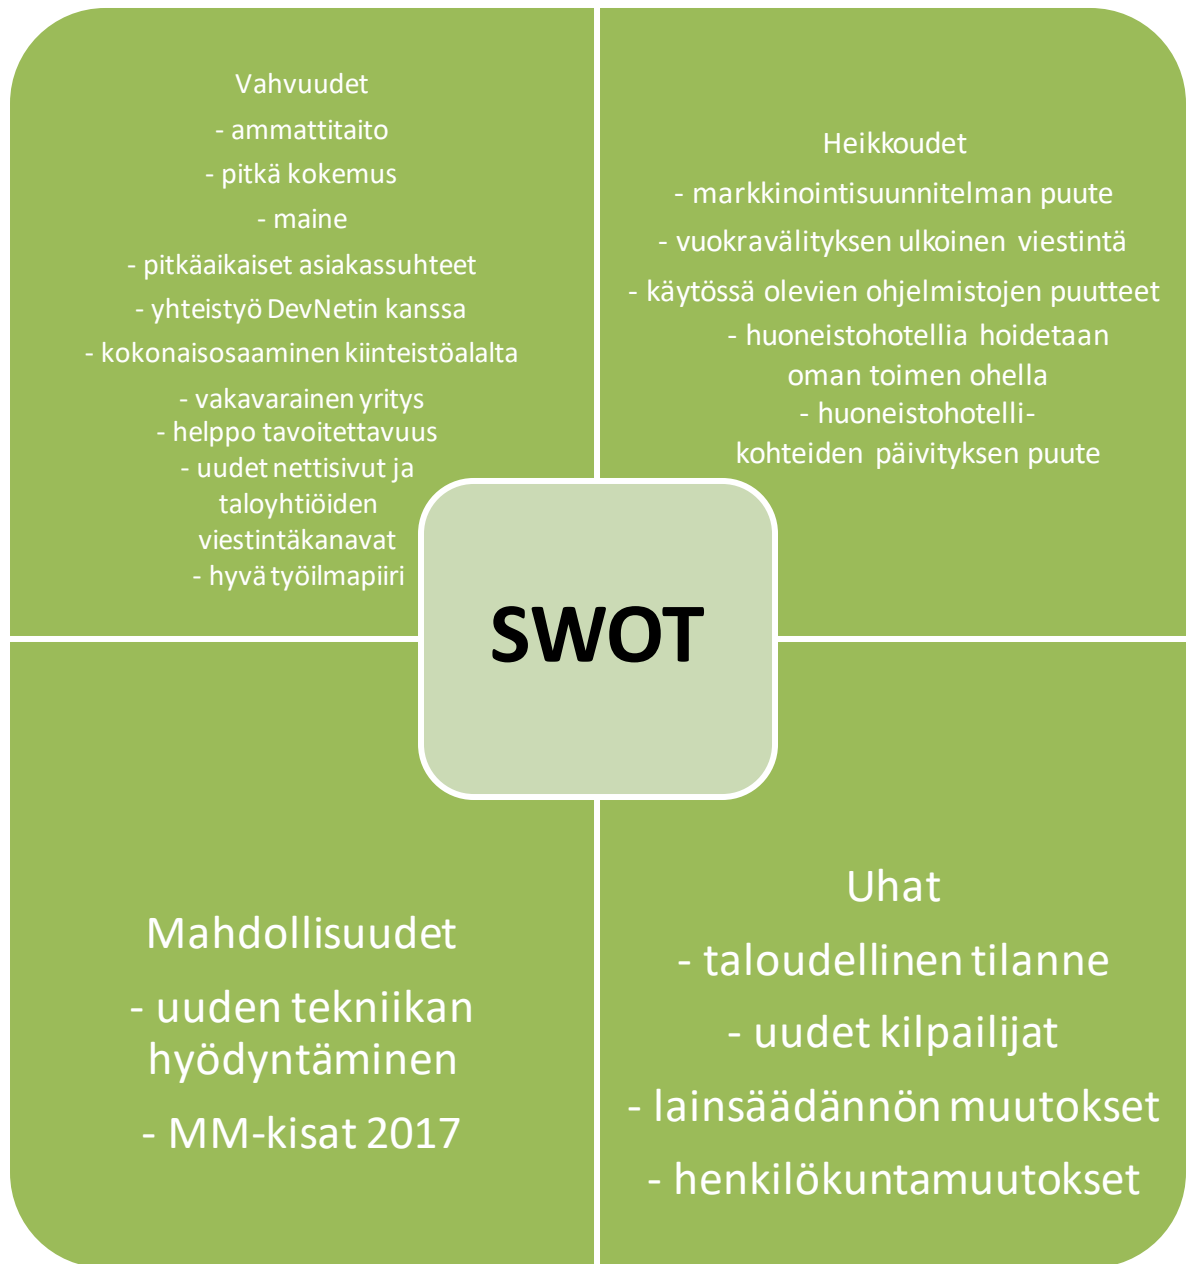 Vahvuudet
- ammattitaito
- pitkä kokemus
- maine
- pitkäaikaiset asiakassuhteet
- yhteistyö DevNetin kanssa
- kokonaisosaaminen kiinteistöalalta
- vakavarainen yritys
- helppo tavoitettavuus
- uudet nettisivut ja
taloyhtiöiden
viestintäkanavat
- hyvä työilmapiiri
Heikkoudet
- markkinointisuunnitelman puute
- vuokravälityksen ulkoinen viestintä
- käytössä olevien ohjelmistojen puutteet
- huoneistohotellia hoidetaan
oman toimen ohella
- huoneistohotelli-
kohteiden päivityksen puute
SWOT
Mahdollisuudet
- uuden tekniikan
hyödyntäminen
- MM-kisat 2017
Uhat
- taloudellinen tilanne
- uudet kilpailijat
- lainsäädännön muutokset
- henkilökuntamuutokset